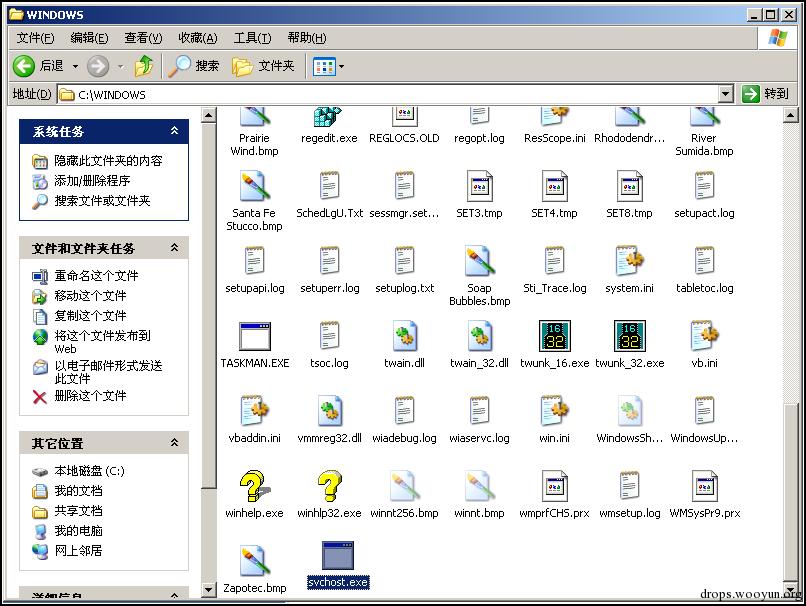 WINDOWS
文件(F) 编辑(E) 查看(V) 收藏(A) 工具(T) 帮助(H)
后退 搜索 文件夹
地址(D) C:\WINDOWS 转到
系统任务
隐藏此文件夹的内容
添加/删除程序
搜索文件或文件夹
文件和文件夹任务
重命名这个文件
移动这个文件
复制这个文件
将这个文件发布到
Web
以电子邮件形式发送
此文件
删除这个文件
其它位置
本地磁盘 (C:)
我的文档
共享文档
我的电脑
网上邻居
详细信息
Prairie
Wind.bmp
regedit.exe
REGLOCS.OLD
regopt.log
ResScope.ini
Rhododendr...
River
Sumida.bmp
Santa Fe
Stucco.bmp
SchedLgU.Txt
sessmgr.set...
SET3.tmp
SET4.tmp
SET8.tmp
setupact.log
setupapi.log
setuperr.log
setuplog.txt
Soap
Bubbles.bmp
Sti_Trace.log
system.ini
tabletoc.log
TASKMAN.EXE
tsoc.log
twain.dll
twain_32.dll
16
32
twunk_16.exe
16
32
twunk_32.exe
vb.ini
vbaddin.ini
vmmreg32.dll
wiadebug.log
wiaservc.log
win.ini
WindowsSh...
WindowsUp...
winhelp.exe
winhlp32.exe
winnt256.bmp
winnt.bmp
wmprfCHS.prx
wmsetup.log
WMSysPr9.prx
Zapotec.bmp
svchost.exe
drops.wooyun.org